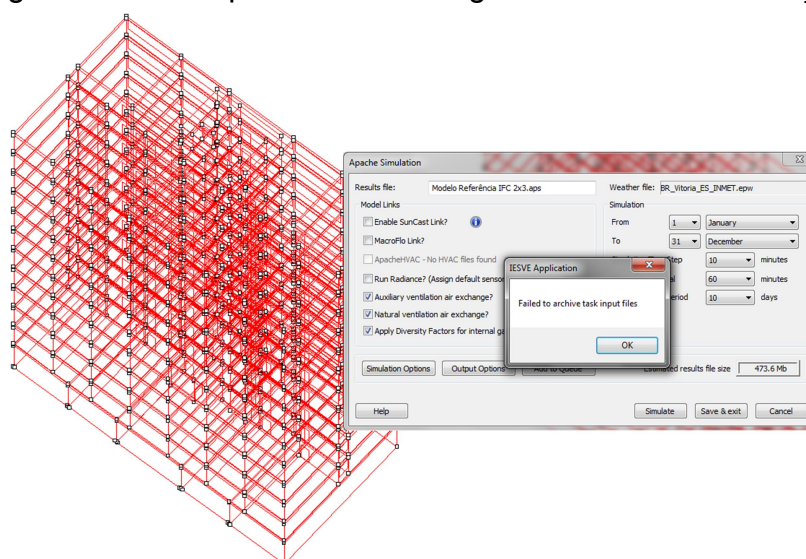 Apache Simulation
Results file: Modelo Referência IFC 2x3.aps Weather file: BR_Vitoria_ES_INMET.epw
Model Links Simulation
Enable SunCast Link? From 1 January
MacroFlo Link? To 31 December
ApacheHVAC - No HVAC files found 10 minutes
IESVE Application
Run Radiance? (Assign default sensor 60 minutes
Auxiliary ventilation air exchange? 10 days
Failed to archive task input files
Natural ventilation air exchange?
Apply Diversity Factors for internal
OK
Simulation Options Output Options Add to Queue Estimated results file size 473.6 Mb
Help Simulate Save & exit Cancel